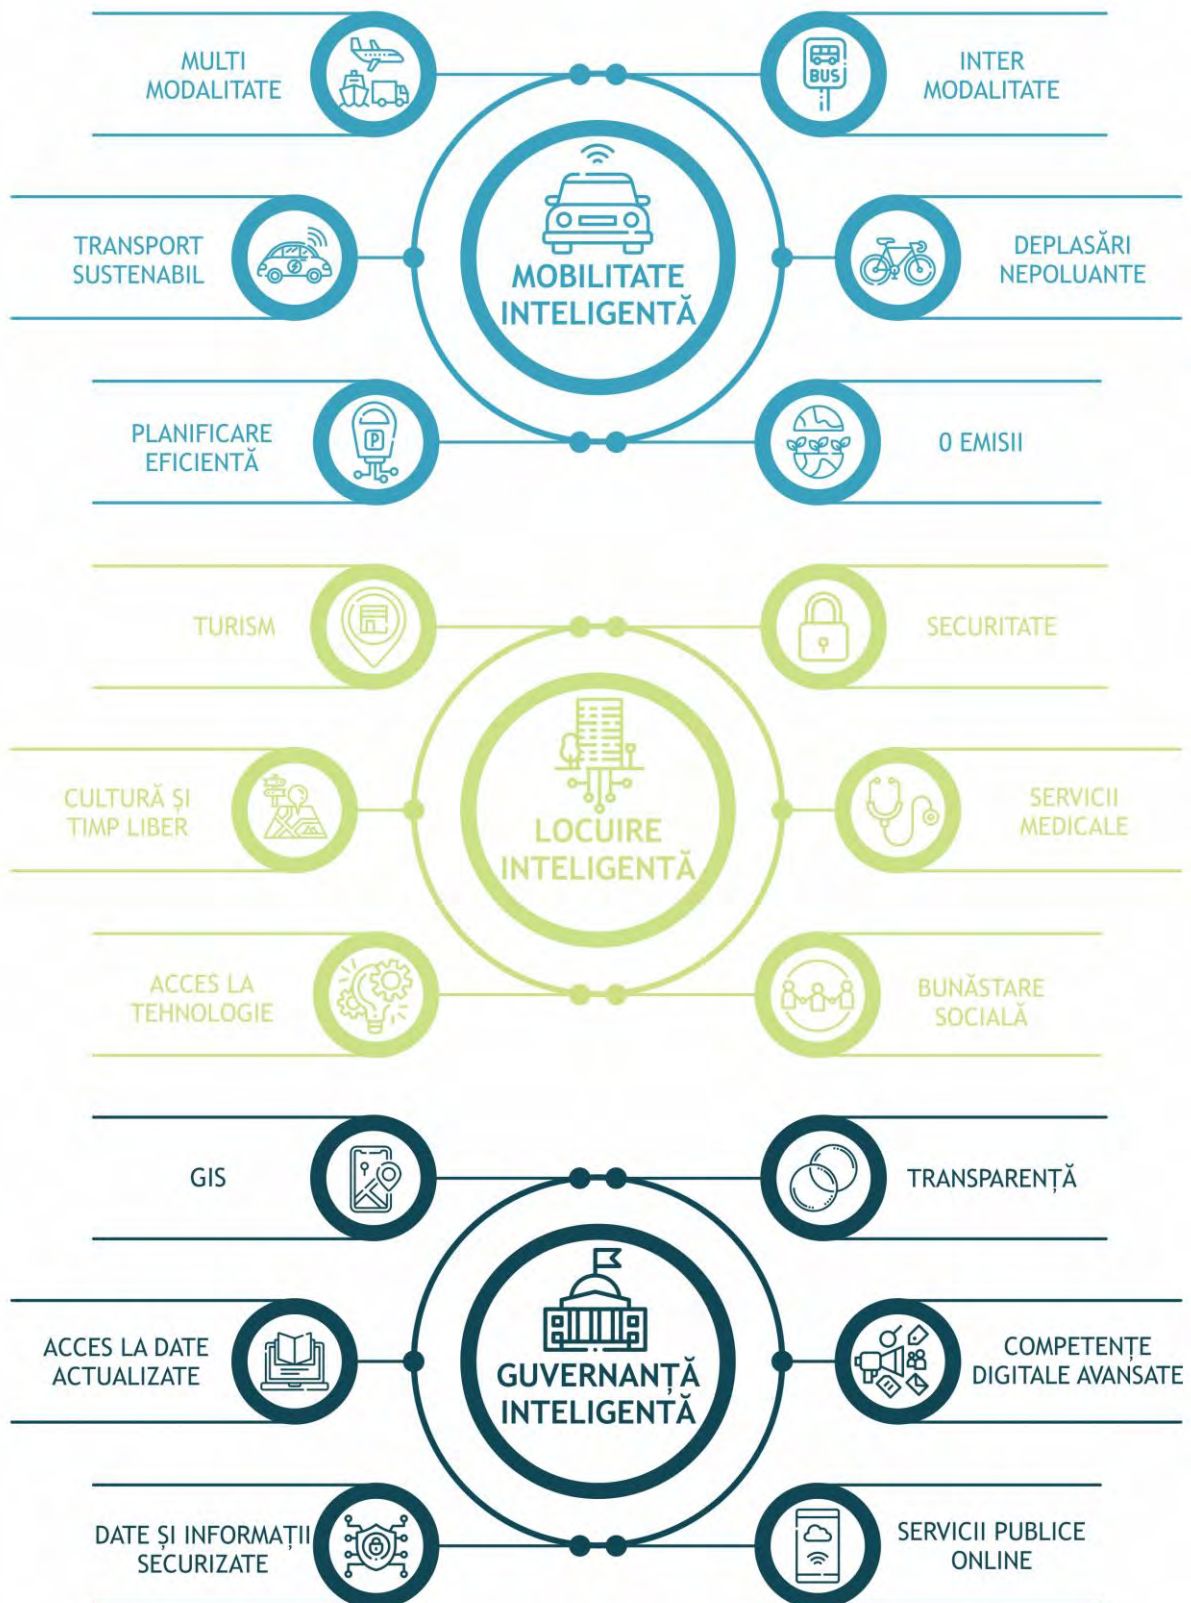 MULTI
MODALITATE
BUS
INTER
MODALITATE
TRANSPORT
SUSTENABIL
MOBILITATE
INTELIGENTĂ
DEPLASĂRI
NEPOLUANTE
PLANIFICARE
EFICIENTĂ
P
0 EMISII
TURISM
SECURITATE
CULTURĂ ȘI
TIMP LIBER
LOCUIRE
INTELIGENTĂ
SERVICII
MEDICALE
ACCES LA
TEHNOLOGIE
BUNĂSTARE
SOCIALĂ
GIS
TRANSPARENȚĂ
ACCES LA DATE
ACTUALIZATE
GUVERNANȚĂ
INTELIGENTĂ
COMPETENȚE
DIGITALE AVANSATE
DATE ȘI INFORMAȚII
SECURIZATE
SERVICII PUBLICE
ONLINE